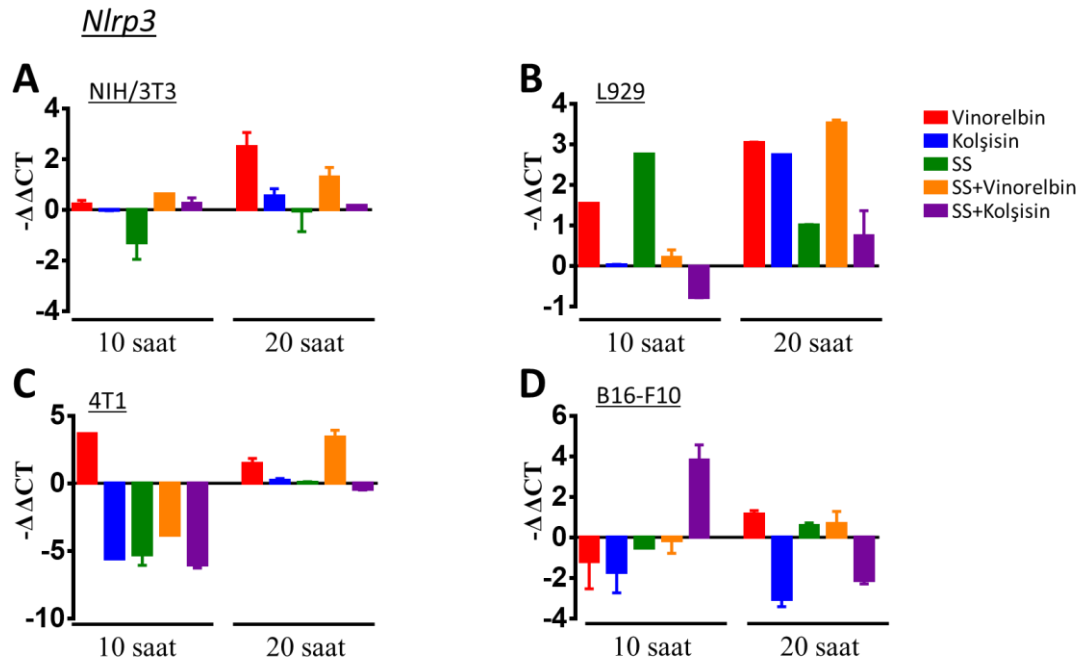 Nlrp3
A
NIH/3T3
4
2
0
-2
-4
-ΔΔCT
10 saat
20 saat
B
L929
4
3
2
1
0
-1
-ΔΔCT
10 saat
20 saat
Vinorelbin
Kolşisin
SS
SS+Vinorelbin
SS+Kolşisin
C
4T1
5
0
-5
-10
-ΔΔCT
10 saat
20 saat
D
B16-F10
6
4
2
0
-2
-4
-ΔΔCT
10 saat
20 saat